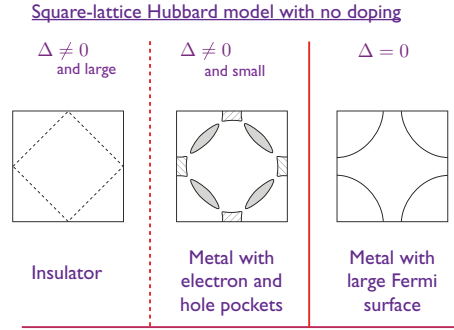 Square-lattice Hubbard model with no doping
Δ ≠ 0
and large
Δ ≠ 0
and small
Δ = 0
Insulator
Metal with
electron and
hole pockets
Metal with
large Fermi
surface